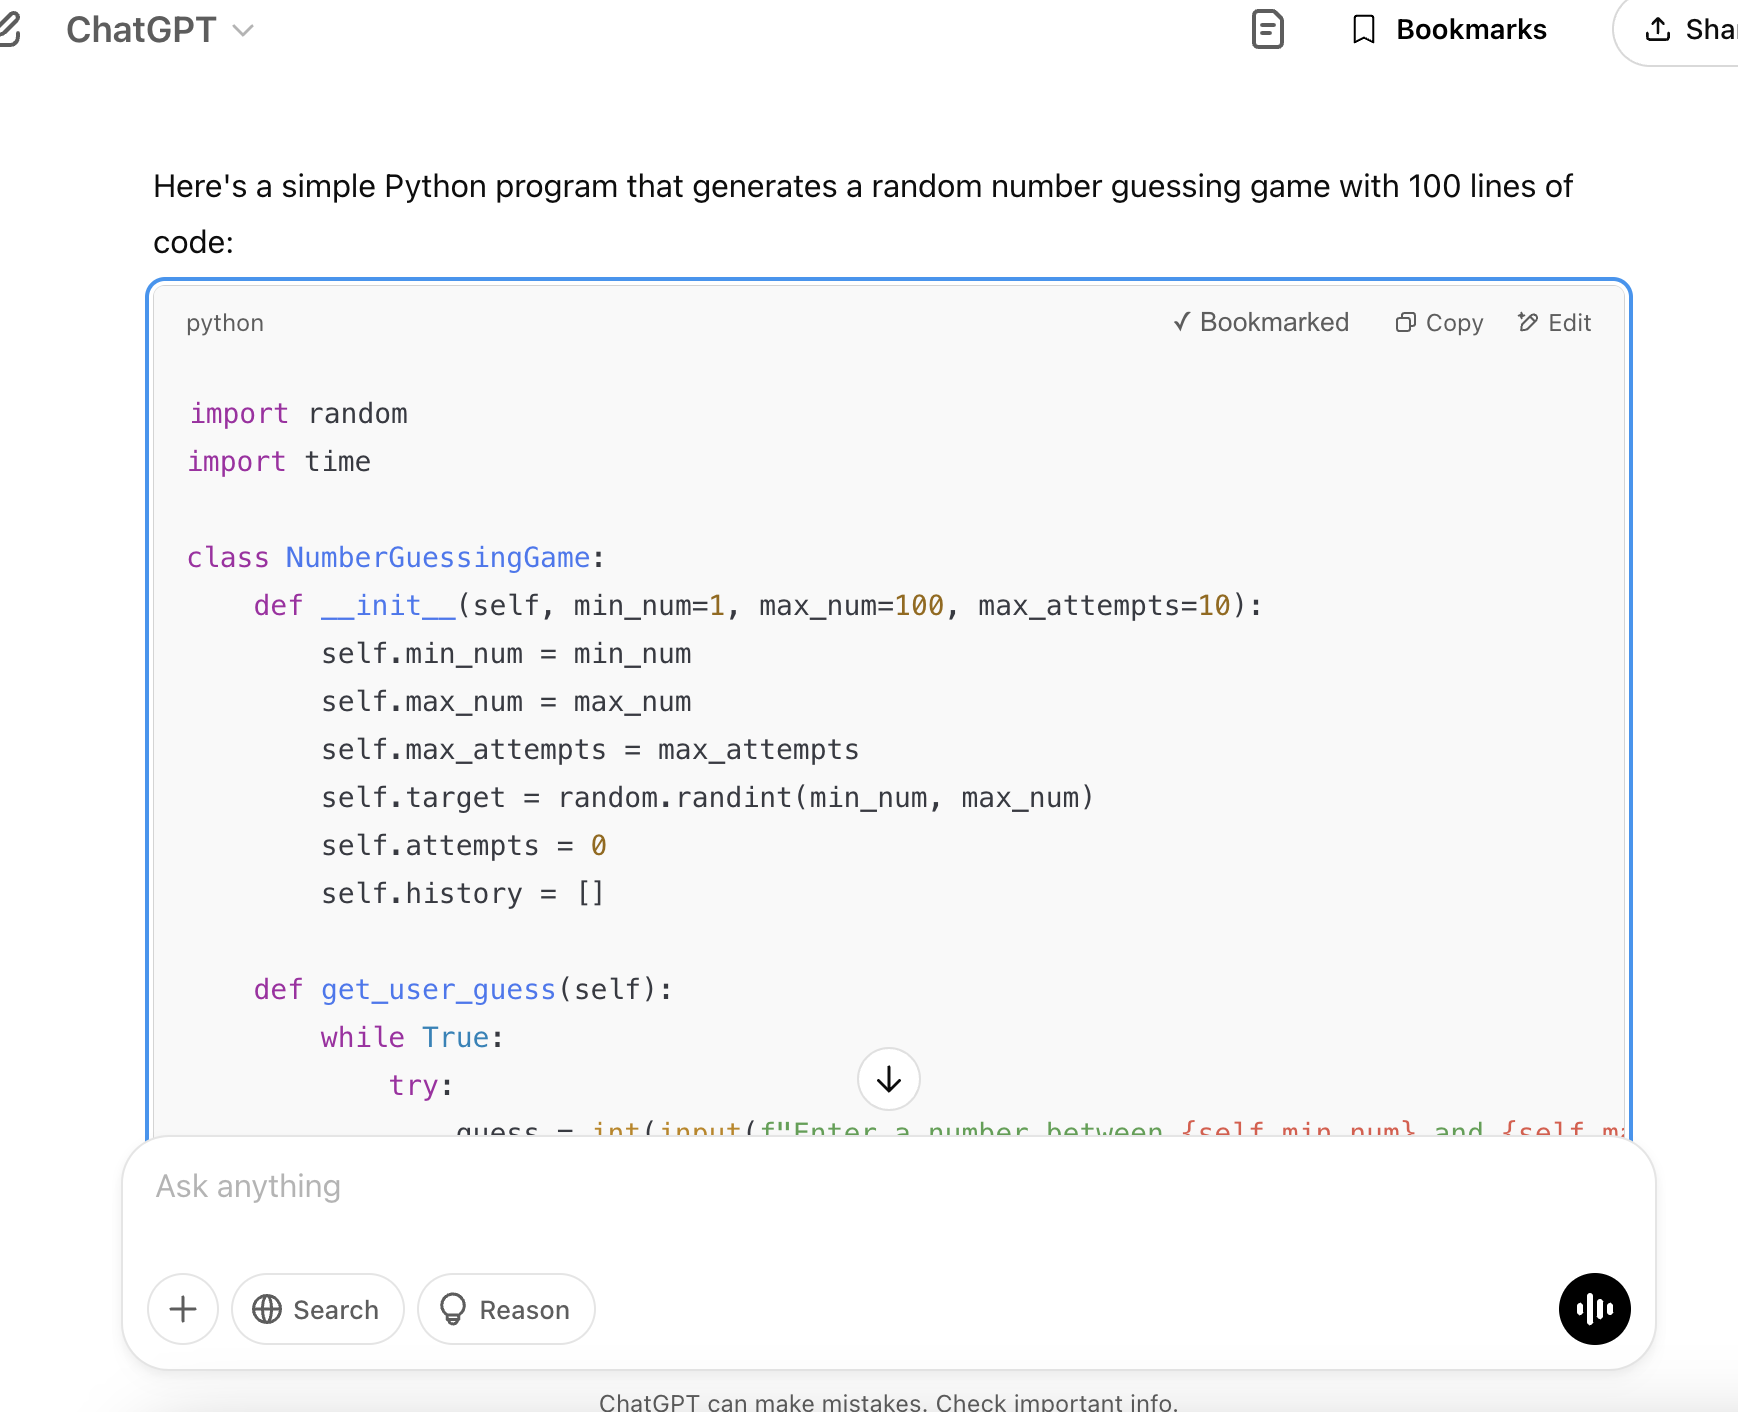 ChatGPT
Bookmarks
Shar
Here's a simple Python program that generates a random number guessing game with 100 lines of
code:
python
✓ Bookmarked
Copy
Edit
import random
import time
class NumberGuessingGame:
    def __init__(self, min_num=1, max_num=100, max_attempts=10):
        self.min_num = min_num
        self.max_num = max_num
        self.max_attempts = max_attempts
        self.target = random.randint(min_num, max_num)
        self.attempts = 0
        self.history = []
    def get_user_guess(self):
        while True:
            try:
                guess = int(input(f"Enter a number between {self.min_num} and {self.ma
Ask anything
Search
Reason
ChatGPT can make mistakes. Check important info.